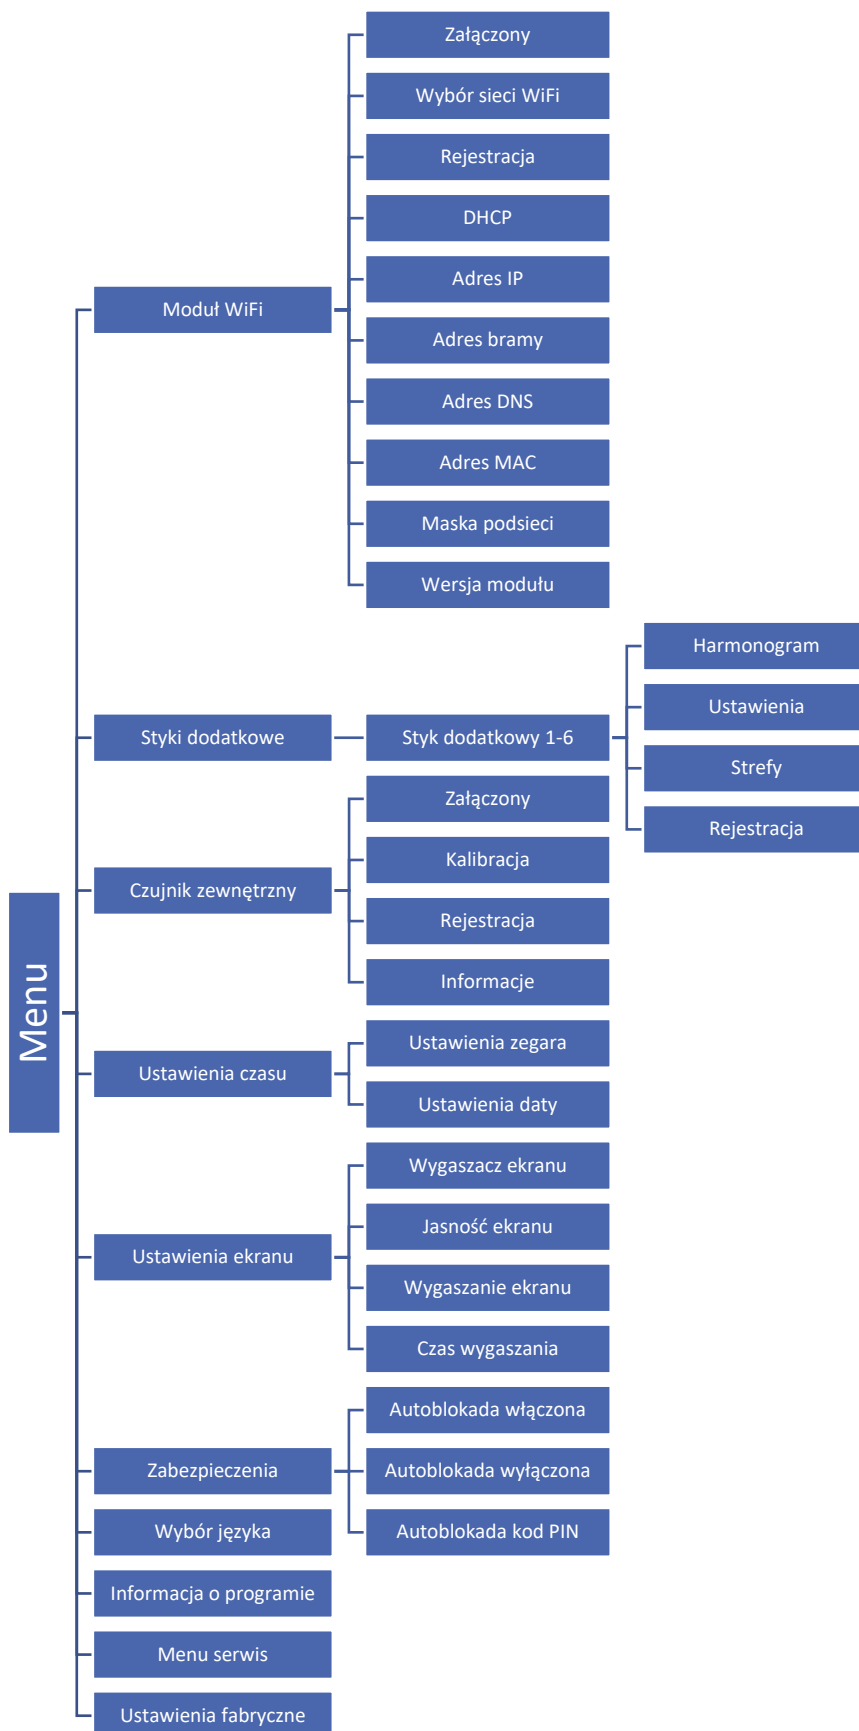 Menu
Moduł WiFi
Załączony
Wybór sieci WiFi
Rejestracja
DHCP
Adres IP
Adres bramy
Adres DNS
Adres MAC
Maska podsieci
Wersja modułu
Styki dodatkowe
Styk dodatkowy 1-6
Harmonogram
Ustawienia
Strefy
Rejestracja
Czujnik zewnętrzny
Załączony
Kalibracja
Rejestracja
Informacje
Ustawienia czasu
Ustawienia zegara
Ustawienia daty
Ustawienia ekranu
Wygaszacz ekranu
Jasność ekranu
Wygaszanie ekranu
Czas wygaszania
Zabezpieczenia
Autoblokada włączona
Autoblokada wyłączona
Autoblokada kod PIN
Wybór języka
Informacja o programie
Menu serwis
Ustawienia fabryczne